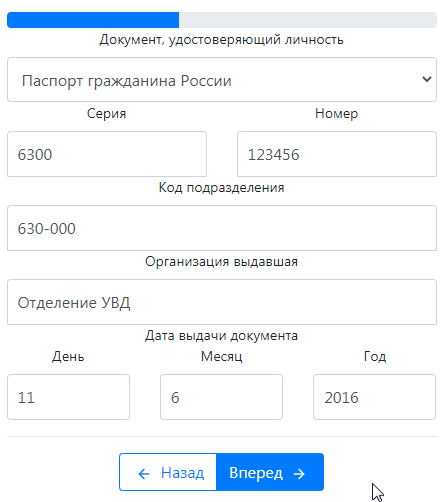 Документ, удостоверяющий личность
Паспорт гражданина России
Серия Номер
6300 123456
Код подразделения
630-000
Организация выдавшая
Отделение УВД
Дата выдачи документа
День Месяц Год
11 6 2016
← Назад Вперед →